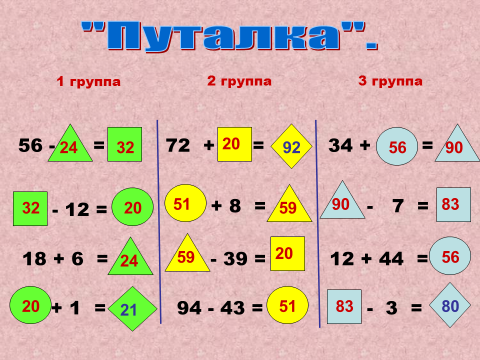 "Путалка".
1 группа 2 группа 3 группа
56 - 24 = 32 72 + 20 = 92 34 + 56 = 90
32 - 12 = 20 51 + 8 = 59 90 - 7 = 83
18 + 6 = 24 59 - 39 = 20 12 + 44 = 56
20 + 1 = 21 94 - 43 = 51 83 - 3 = 80